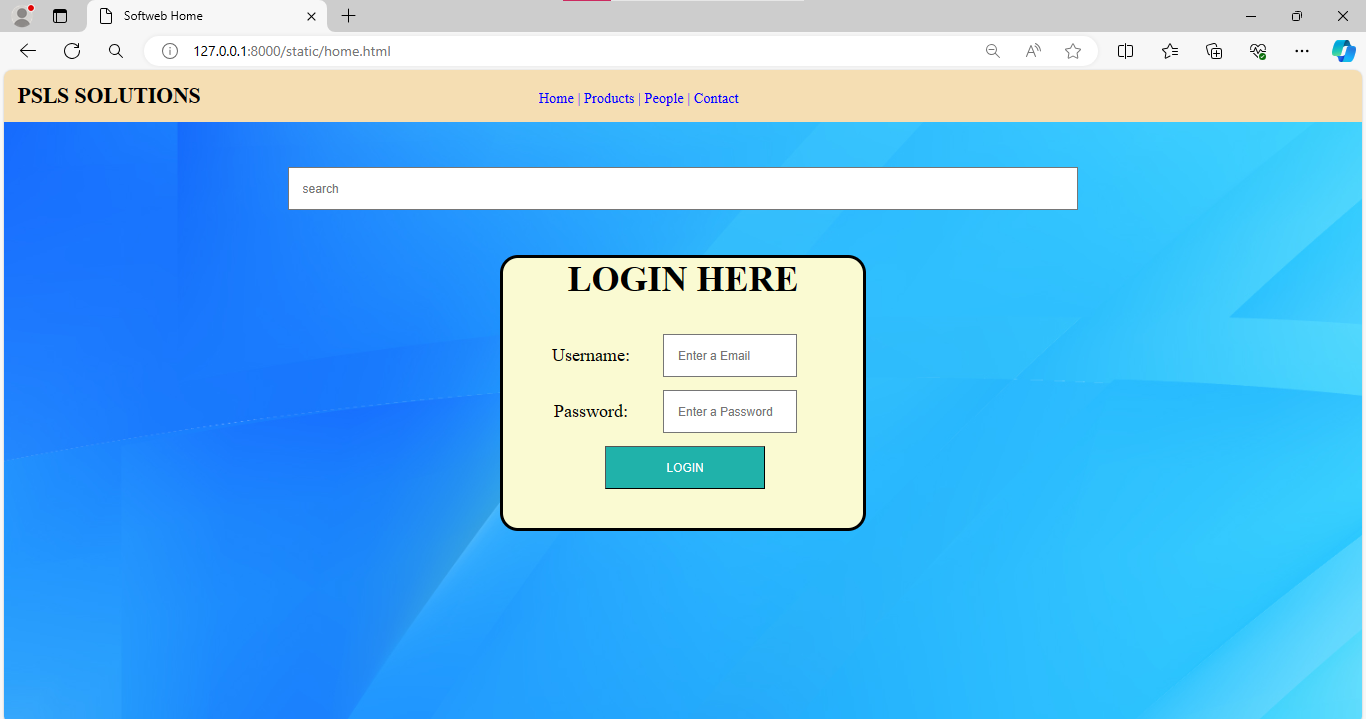 Softweb Home
127.0.0.1:8000/static/home.html
PSLS SOLUTIONS
Home | Products | People | Contact
search
LOGIN HERE
Username: Enter a Email
Password: Enter a Password
LOGIN